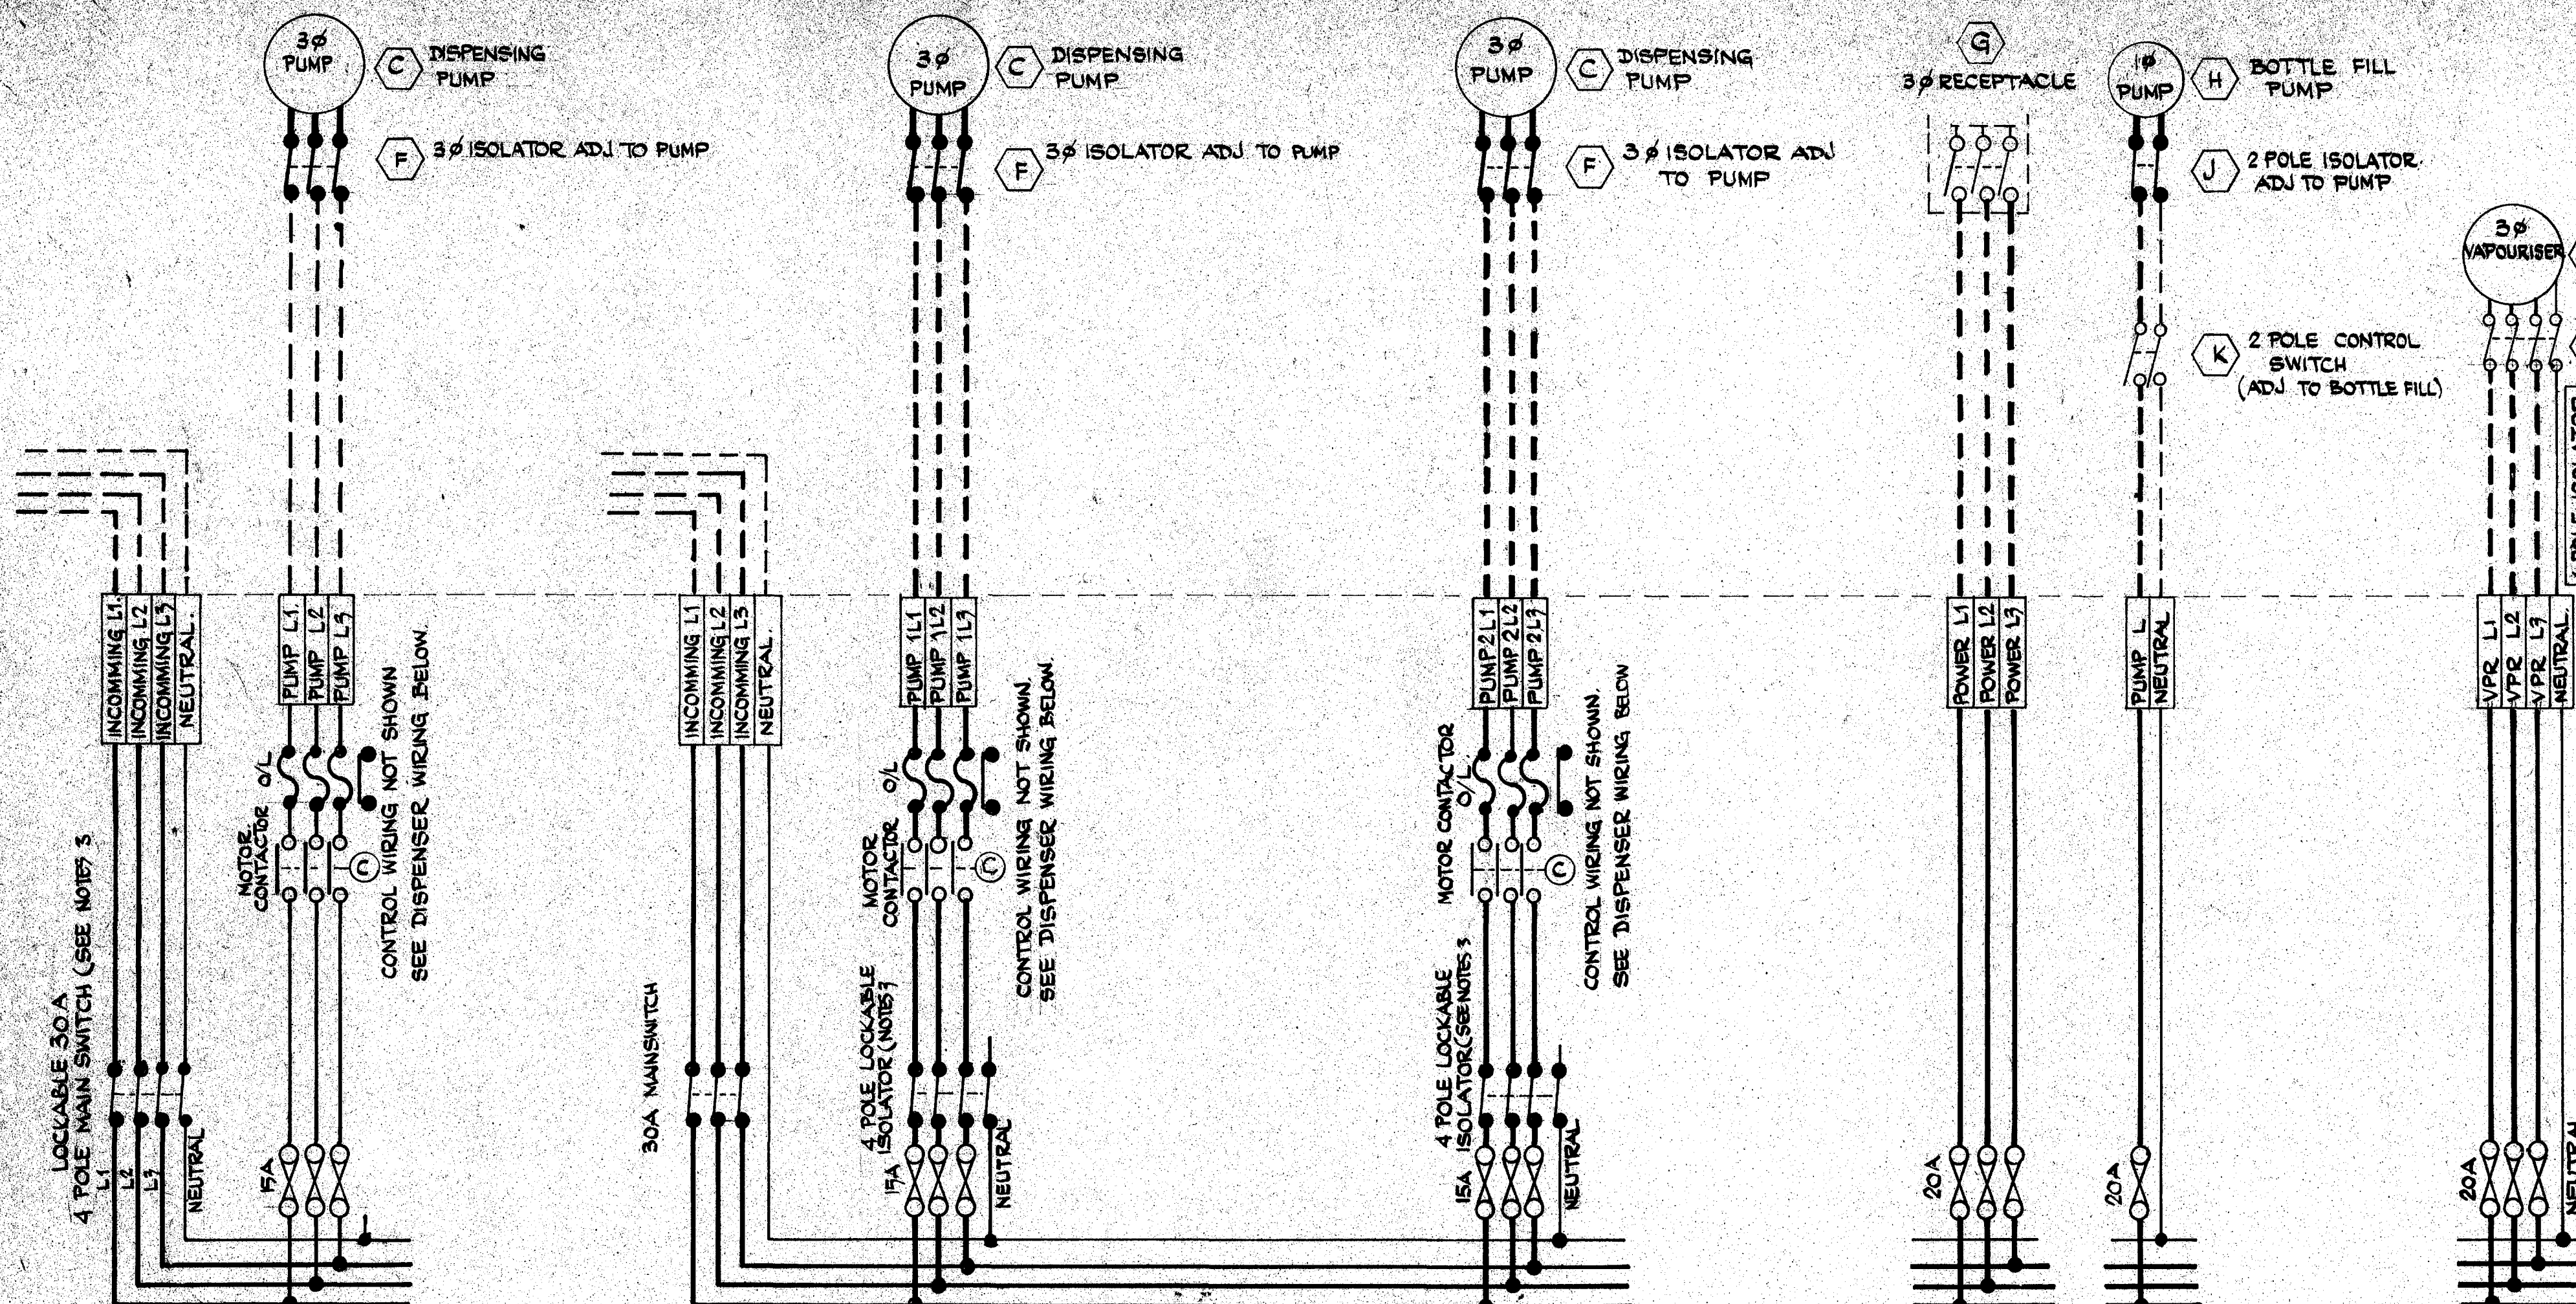 3Ø
PUMP
C
DISPENSING
PUMP
F
3Ø ISOLATOR ADJ TO PUMP
3Ø
PUMP
C
DISPENSING
PUMP
F
3Ø ISOLATOR ADJ TO PUMP
3Ø
PUMP
C
DISPENSING
PUMP
F
3Ø ISOLATOR ADJ
TO PUMP
G
3Ø RECEPTACLE
1Ø
PUMP
H
BOTTLE FILL
PUMP
J
2 POLE ISOLATOR
ADJ TO PUMP
K
2 POLE CONTROL
SWITCH
(ADJ TO BOTTLE FILL)
3Ø
VAPOURISER
INCOMMING L1.
INCOMMING L2
INCOMMING L3
NEUTRAL.
PUMP L1.
PUMP L2
PUMP L3
O/L
MOTOR.
CONTACTOR
C
CONTROL WIRING NOT SHOWN
SEE DISPENSER WIRING BELOW.
LOCKABLE 30A
4 POLE MAIN SWITCH (SEE NOTES 3
L1
L2
L3
NEUTRAL
15A
INCOMMING L1
INCOMMING L2
INCOMMING L3
NEUTRAL.
30A MAINSWITCH
PUMP 1L1
PUMP 1L2
PUMP 1L3
O/L
MOTOR
CONTACTOR
C
CONTROL WIRING NOT SHOWN.
SEE DISPENSER WIRING BELOW.
4 POLE LOCKABLE
ISOLATOR (NOTES 3
15A
NEUTRAL
PUMP 2L1
PUMP 2L2
PUMP 2L3
MOTOR CONTACTOR
O/L
C
CONTROL WIRING NOT SHOWN.
SEE DISPENSER WIRING BELOW
4 POLE LOCKABLE
ISOLATOR (SEE NOTES 3
15A
NEUTRAL
POWER L1
POWER L2
POWER L3
20A
PUMP L
NEUTRAL
20A
VPR L1
VPR L2
VPR L3
NEUTRAL
20A
NEUTRAL